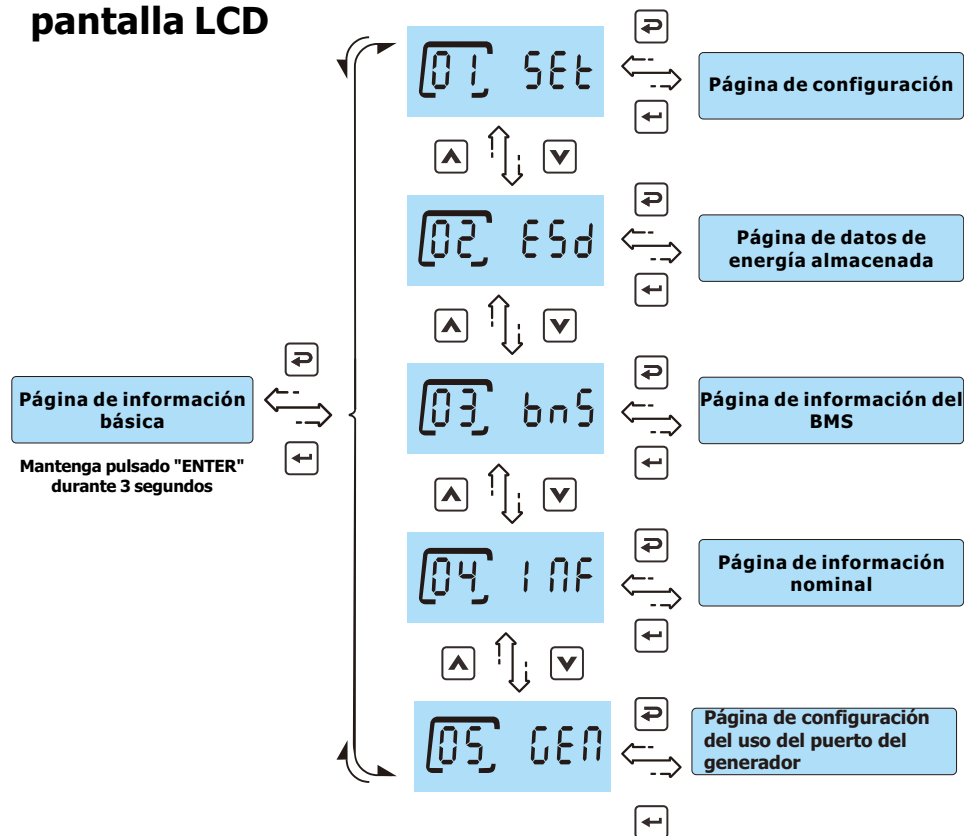 pantalla LCD
01 SEt
Página de configuración
02 ESd
Página de datos de
energía almacenada
Página de información
básica
Mantenga pulsado "ENTER"
durante 3 segundos
03 bnS
Página de información del
BMS
04 INF
Página de información
nominal
05 GEN
Página de configuración
del uso del puerto del
generador